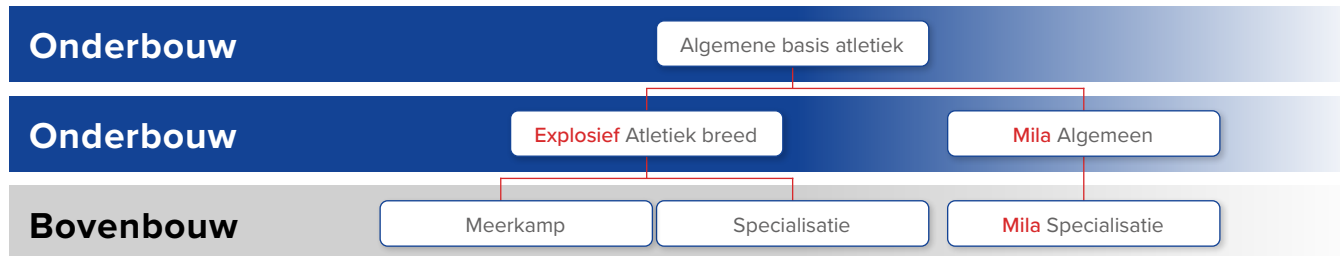 Onderbouw
Algemene basis atletiek
Onderbouw
Explosief Atletiek breed
Mila Algemeen
Bovenbouw
Meerkamp
Specialisatie
Mila Specialisatie